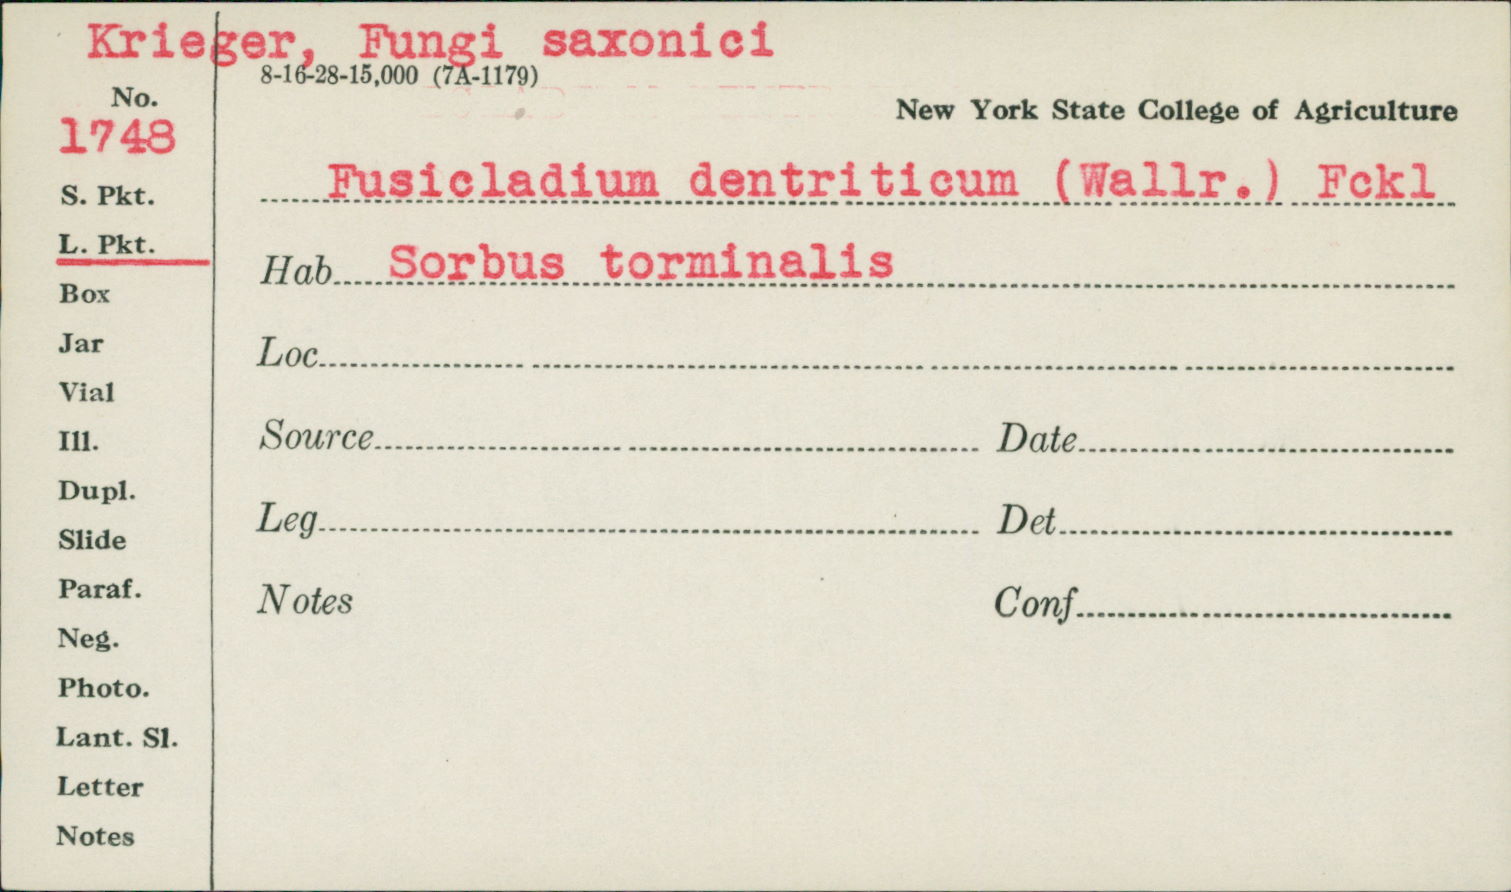 Krieger, Fungi saxonici
8-16-28-15,000 (7A-1179)
No.
1748
New York State College of Agriculture
Fusicladium dentriticum (Wallr.) Fckl
Hab. Sorbus torminalis
Loc.
Source
Date
Leg.
Det.
Notes
Conf.
S. Pkt.
L. Pkt.
Box
Jar
Vial
Ill.
Dupl.
Slide
Paraf.
Neg.
Photo.
Lant. Sl.
Letter
Notes